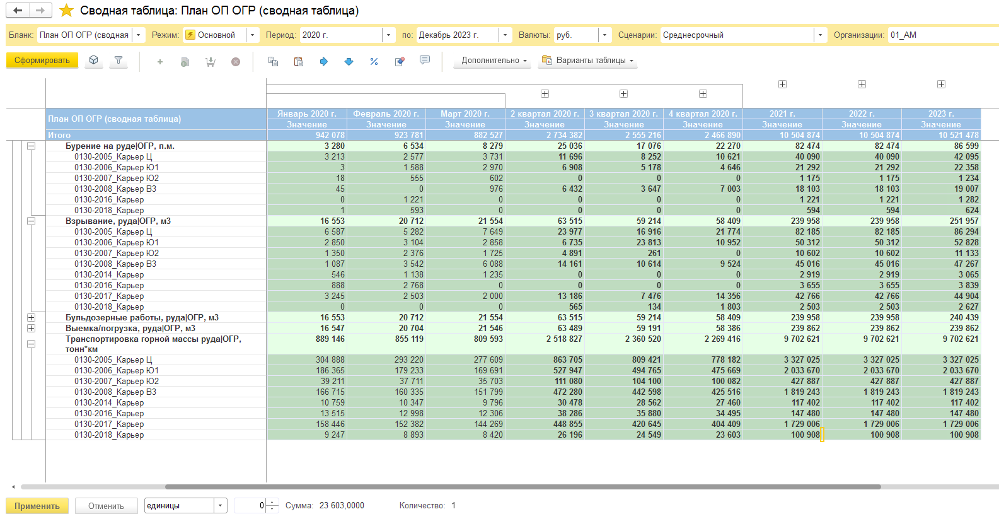 Сводная таблица: План ОП ОГР (сводная таблица)
Бланк: План ОП ОГР (сводная Режим: Основной Период: 2020 г. по: Декабрь 2023 г. Валюты: руб. Сценарии: Среднесрочный Организации: 01_АМ
Сформировать Дополнительно Варианты таблицы
План ОП ОГР (сводная таблица) Январь 2020 г. Февраль 2020 г. Март 2020 г. 2 квартал 2020 г. 3 квартал 2020 г. 4 квартал 2020 г. 2021 г. 2022 г. 2023 г.
Значение Значение Значение Значение Значение Значение Значение Значение Значение
Итого 942 078 923 781 882 527 2 734 382 2 555 216 2 466 890 10 504 874 10 504 874 10 521 478
Бурение на руде|ОГР, п.м. 3 280 6 534 8 279 25 036 17 076 22 270 82 474 82 474 86 599
0130-2005_Карьер Ц 3 213 2 577 3 731 11 696 8 252 10 621 40 090 40 090 42 095
0130-2006_Карьер Ю1 3 1 588 2 970 6 908 5 178 4 646 21 292 21 292 22 358
0130-2007_Карьер Ю2 18 555 602 0 0 0 1 175 1 175 1 234
0130-2008_Карьер В3 45 0 976 6 432 3 647 7 003 18 103 18 103 19 007
0130-2016_Карьер 0 1 221 0 0 0 0 1 221 1 221 1 282
0130-2018_Карьер 1 593 0 0 0 0 594 594 624
Взрывание, руда|ОГР, м3 16 553 20 712 21 554 63 515 59 214 58 409 239 958 239 958 251 957
0130-2005_Карьер Ц 6 587 5 282 7 649 23 977 16 916 21 774 82 185 82 185 86 294
0130-2006_Карьер Ю1 2 850 3 104 2 858 6 735 23 813 10 952 50 312 50 312 52 828
0130-2007_Карьер Ю2 1 350 2 376 1 725 4 891 261 0 10 602 10 602 11 133
0130-2008_Карьер В3 1 087 3 542 6 088 14 161 10 614 9 524 45 016 45 016 47 267
0130-2014_Карьер 546 1 138 1 235 0 0 0 2 919 2 919 3 065
0130-2016_Карьер 888 2 768 0 0 0 0 3 655 3 655 3 839
0130-2017_Карьер 3 245 2 503 2 000 13 186 7 476 14 356 42 766 42 766 44 904
0130-2018_Карьер 0 0 0 565 134 1 803 2 503 2 503 2 627
Бульдозерные работы, руда|ОГР, м3 16 553 20 712 21 554 63 515 59 214 58 409 239 958 239 958 240 439
Выемка/погрузка, руда|ОГР, м3 16 547 20 704 21 546 63 489 59 191 58 386 239 862 239 862 239 862
Транспортировка горной массы руда|ОГР, 889 146 855 119 809 593 2 518 827 2 360 520 2 269 416 9 702 621 9 702 621 9 702 621
тонн*км
0130-2005_Карьер Ц 304 888 293 220 277 609 863 705 809 421 778 182 3 327 025 3 327 025 3 327 025
0130-2006_Карьер Ю1 186 365 179 233 169 691 527 947 494 765 475 669 2 033 670 2 033 670 2 033 670
0130-2007_Карьер Ю2 39 211 37 711 35 703 111 080 104 100 100 082 427 887 427 887 427 887
0130-2008_Карьер В3 166 715 160 335 151 799 472 280 442 598 425 516 1 819 243 1 819 243 1 819 243
0130-2014_Карьер 10 759 10 347 9 796 30 478 28 562 27 460 117 402 117 402 117 402
0130-2016_Карьер 13 515 12 998 12 306 38 286 35 880 34 495 147 480 147 480 147 480
0130-2017_Карьер 158 446 152 382 144 269 448 855 420 645 404 409 1 729 006 1 729 006 1 729 006
0130-2018_Карьер 9 247 8 893 8 420 26 196 24 549 23 603 100 908 100 908 100 908
Применить Отменить единицы 0 Сумма: 23 603,0000 Количество: 1